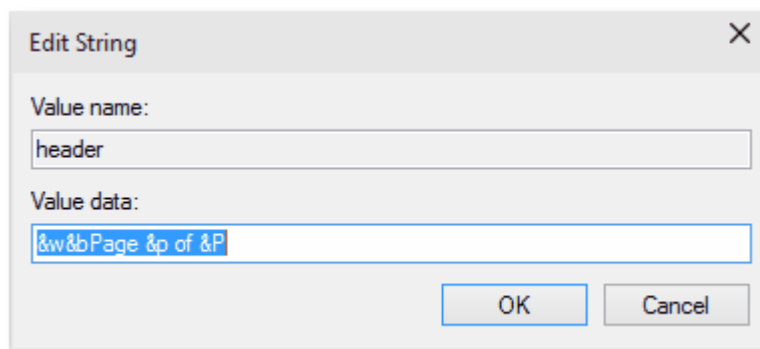 Edit String
Value name:
header
Value data:
&w&bPage &p of &P
OK Cancel